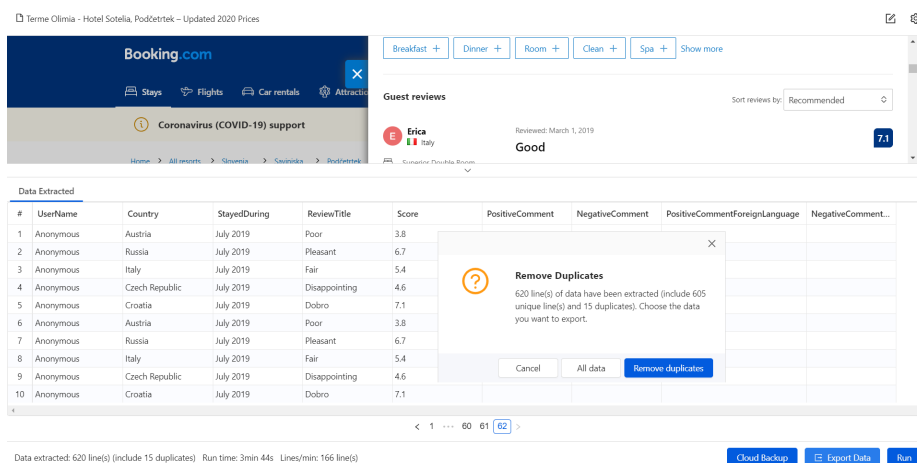 Terme Olimia - Hotel Sotelia, Podčetrtek – Updated 2020 Prices
Booking.com
Stays Flights Car rentals Attractio
Coronavirus (COVID-19) support
Home > All resorts > Slovenia > Savinjska > Podčetrtek
Breakfast + Dinner + Room + Clean + Spa + Show more
Guest reviews
Sort reviews by: Recommended
E Erica
Italy
Reviewed: March 1, 2019
Good
7.1
Superior Double Room
Data Extracted
# UserName Country StayedDuring ReviewTitle Score PositiveComment NegativeComment PositiveCommentForeignLanguage NegativeComment...
1 Anonymous Austria July 2019 Poor 3.8
2 Anonymous Russia July 2019 Pleasant 6.7
3 Anonymous Italy July 2019 Fair 5.4
4 Anonymous Czech Republic July 2019 Disappointing 4.6
5 Anonymous Croatia July 2019 Dobro 7.1
6 Anonymous Austria July 2019 Poor 3.8
7 Anonymous Russia July 2019 Pleasant 6.7
8 Anonymous Italy July 2019 Fair 5.4
9 Anonymous Czech Republic July 2019 Disappointing 4.6
10 Anonymous Croatia July 2019 Dobro 7.1
Remove Duplicates
620 line(s) of data have been extracted (include 605
unique line(s) and 15 duplicates). Choose the data
you want to export.
Cancel All data Remove duplicates
< 1 ··· 60 61 62 >
Data extracted: 620 line(s) (include 15 duplicates) Run time: 3min 44s Lines/min: 166 line(s)
Cloud Backup Export Data Run